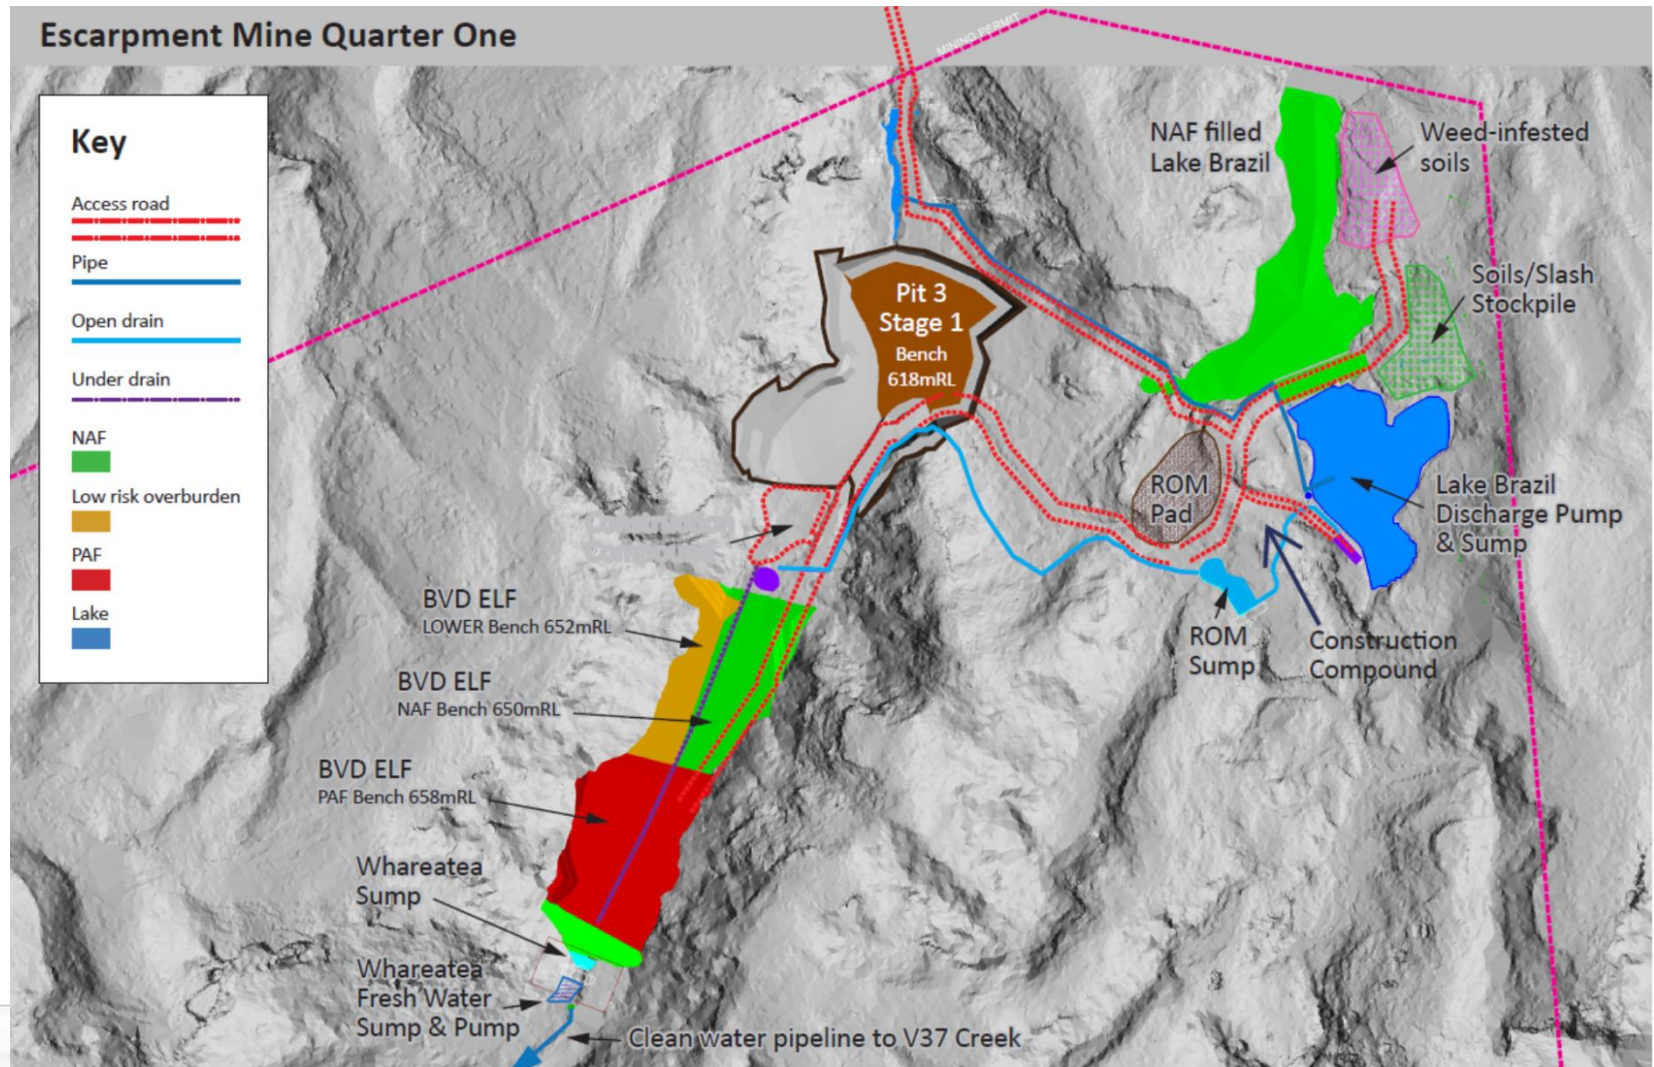 Escarpment Mine Quarter One
MINING PERMIT
Key
Access road
Pipe
Open drain
Under drain
NAF
Low risk overburden
PAF
Lake
NAF filled
Lake Brazil
Weed-infested
soils
Soils/Slash
Stockpile
Pit 3
Stage 1
Bench
618mRL
ROM
Pad
Lake Brazil
Discharge Pump
& Sump
ROM
Sump
Construction
Compound
BVD ELF
LOWER Bench 652mRL
BVD ELF
NAF Bench 650mRL
BVD ELF
PAF Bench 658mRL
Whareatea
Sump
Whareatea
Fresh Water
Sump & Pump
Clean water pipeline to V37 Creek